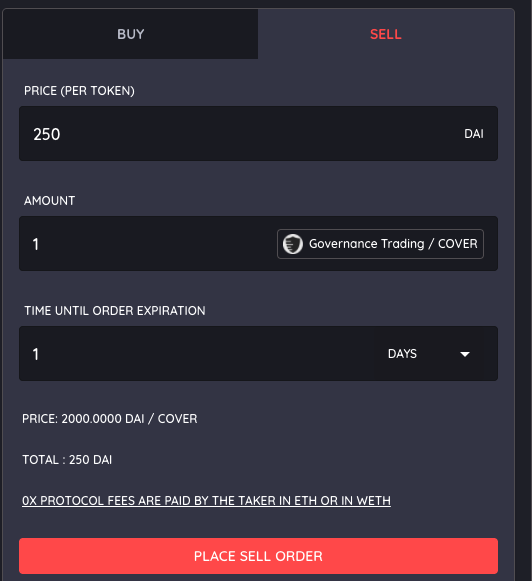 BUY
SELL
PRICE (PER TOKEN)
250
DAI
AMOUNT
1
Governance Trading / COVER
TIME UNTIL ORDER EXPIRATION
1
DAYS
PRICE: 2000.0000 DAI / COVER
TOTAL : 250 DAI
0X PROTOCOL FEES ARE PAID BY THE TAKER IN ETH OR IN WETH
PLACE SELL ORDER